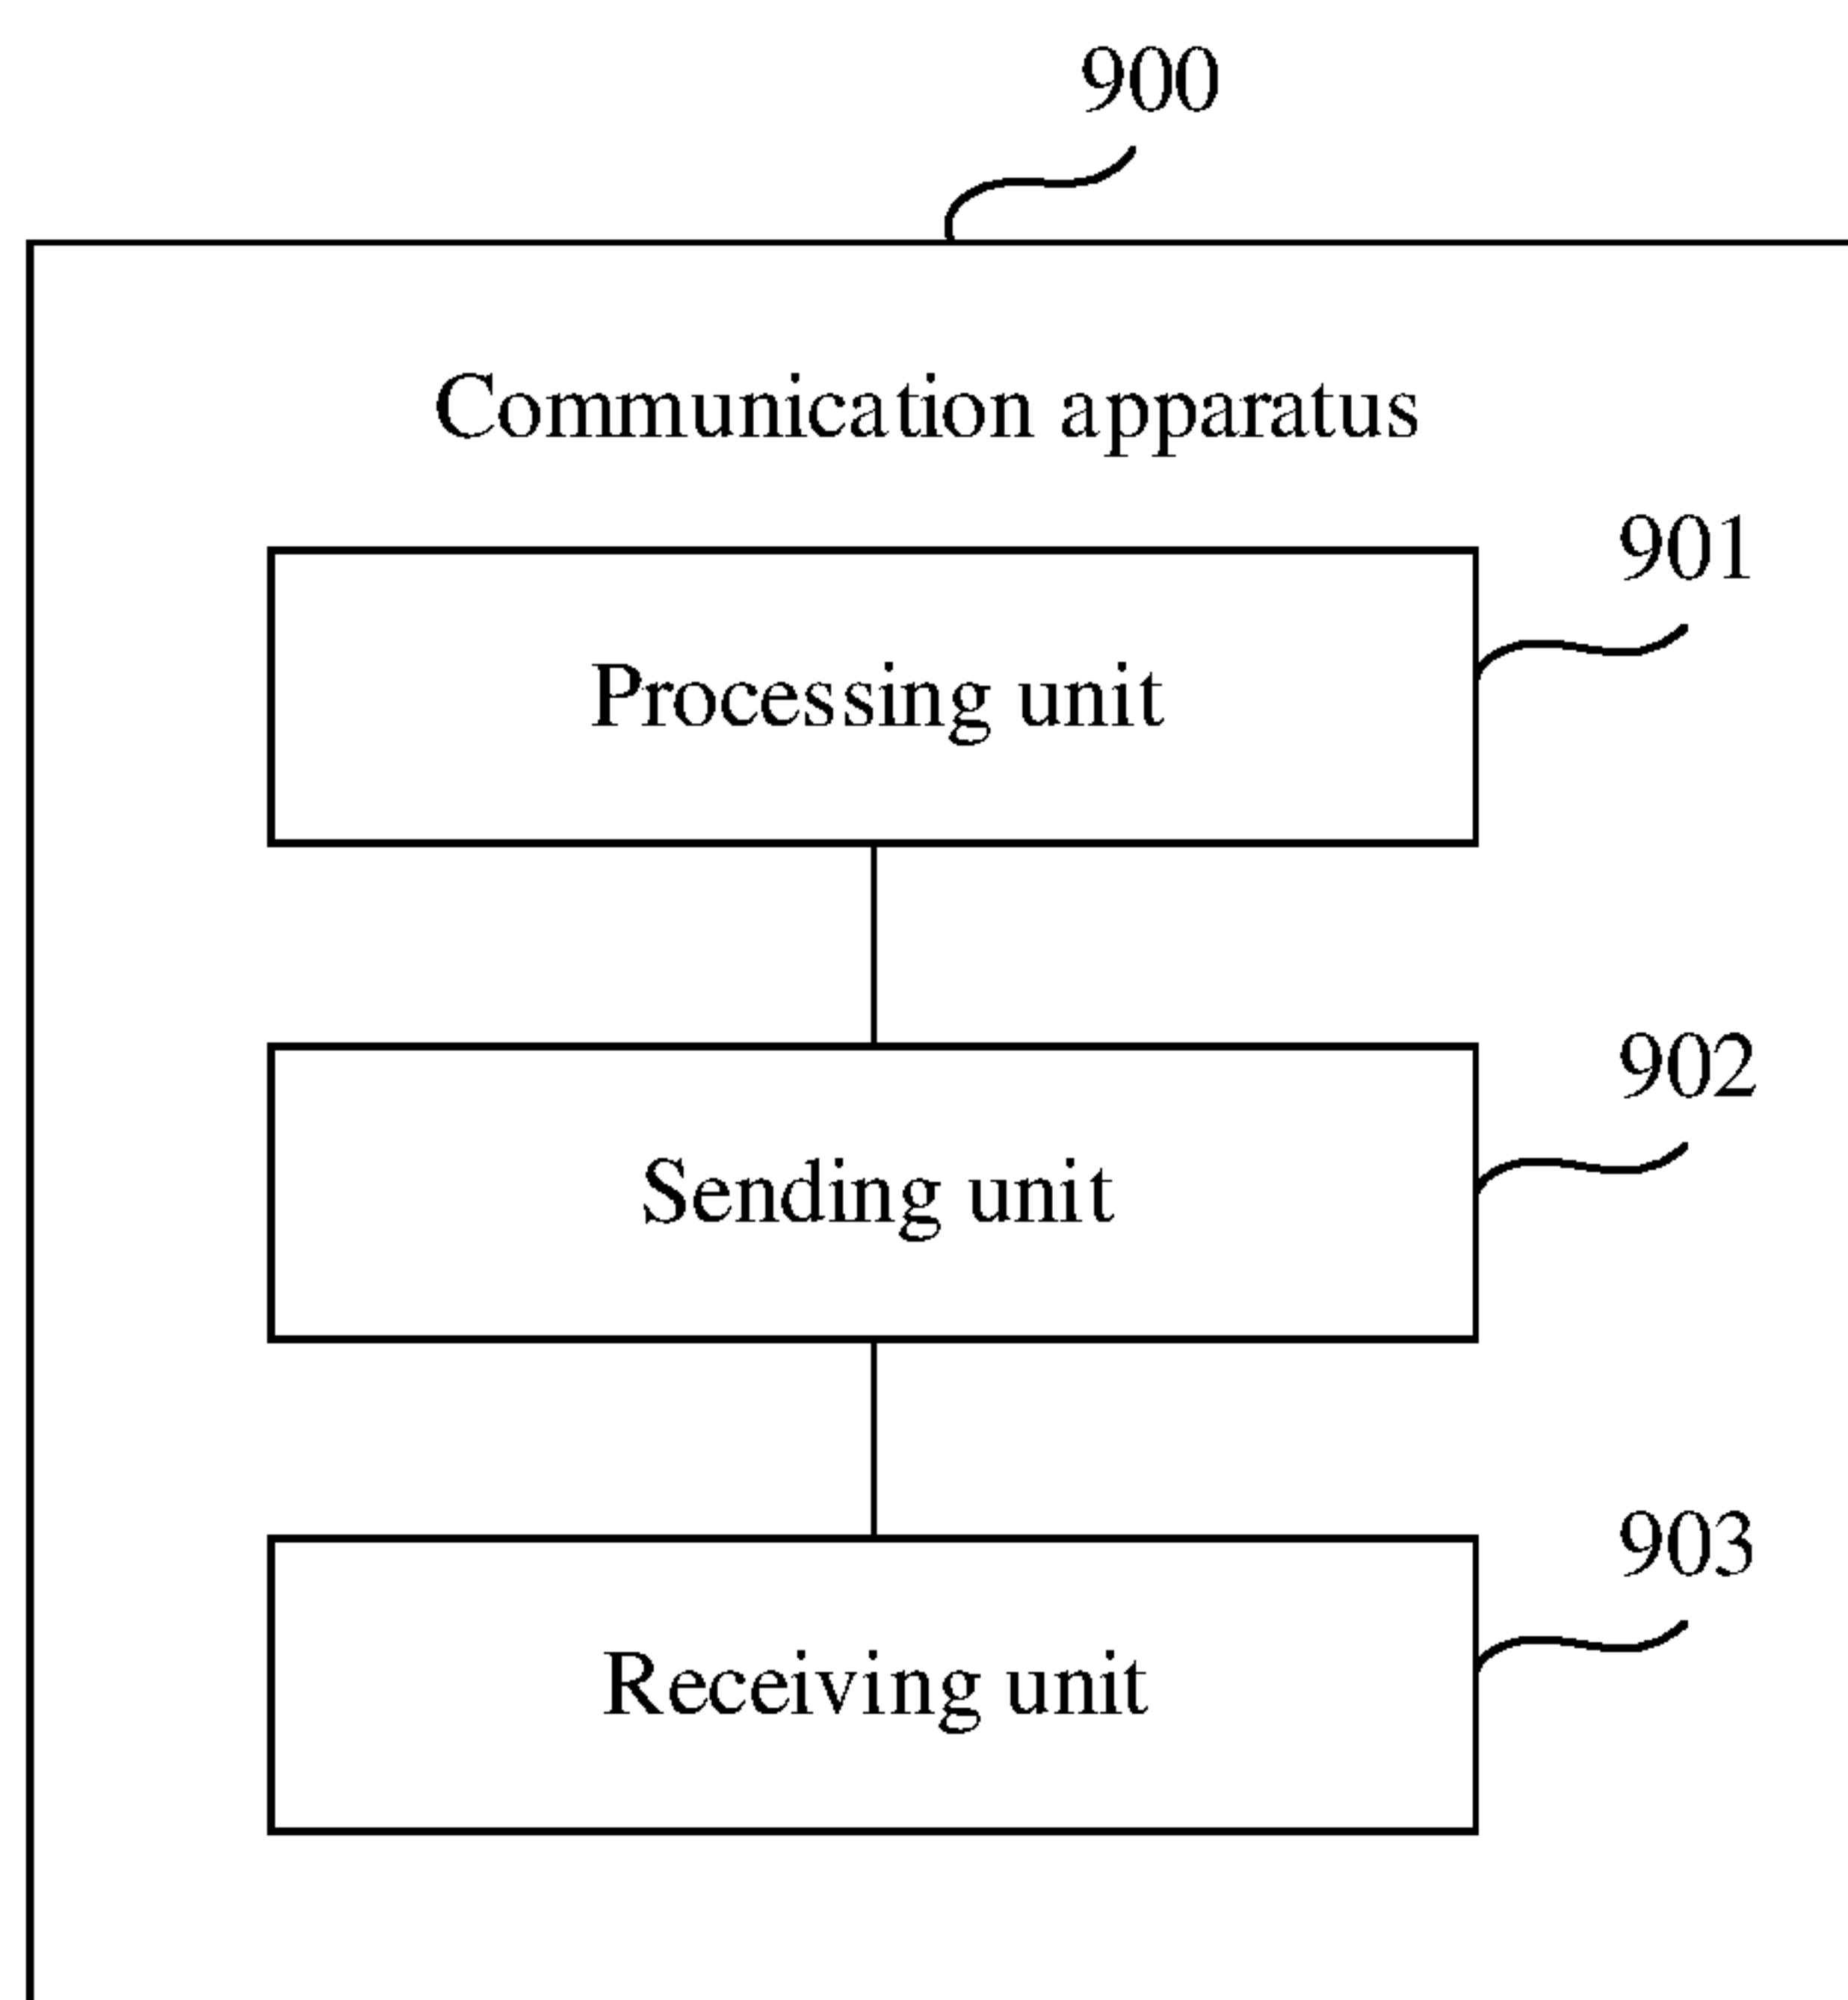 900
Communication apparatus
901
Processing unit
902
Sending unit
903
Receiving unit